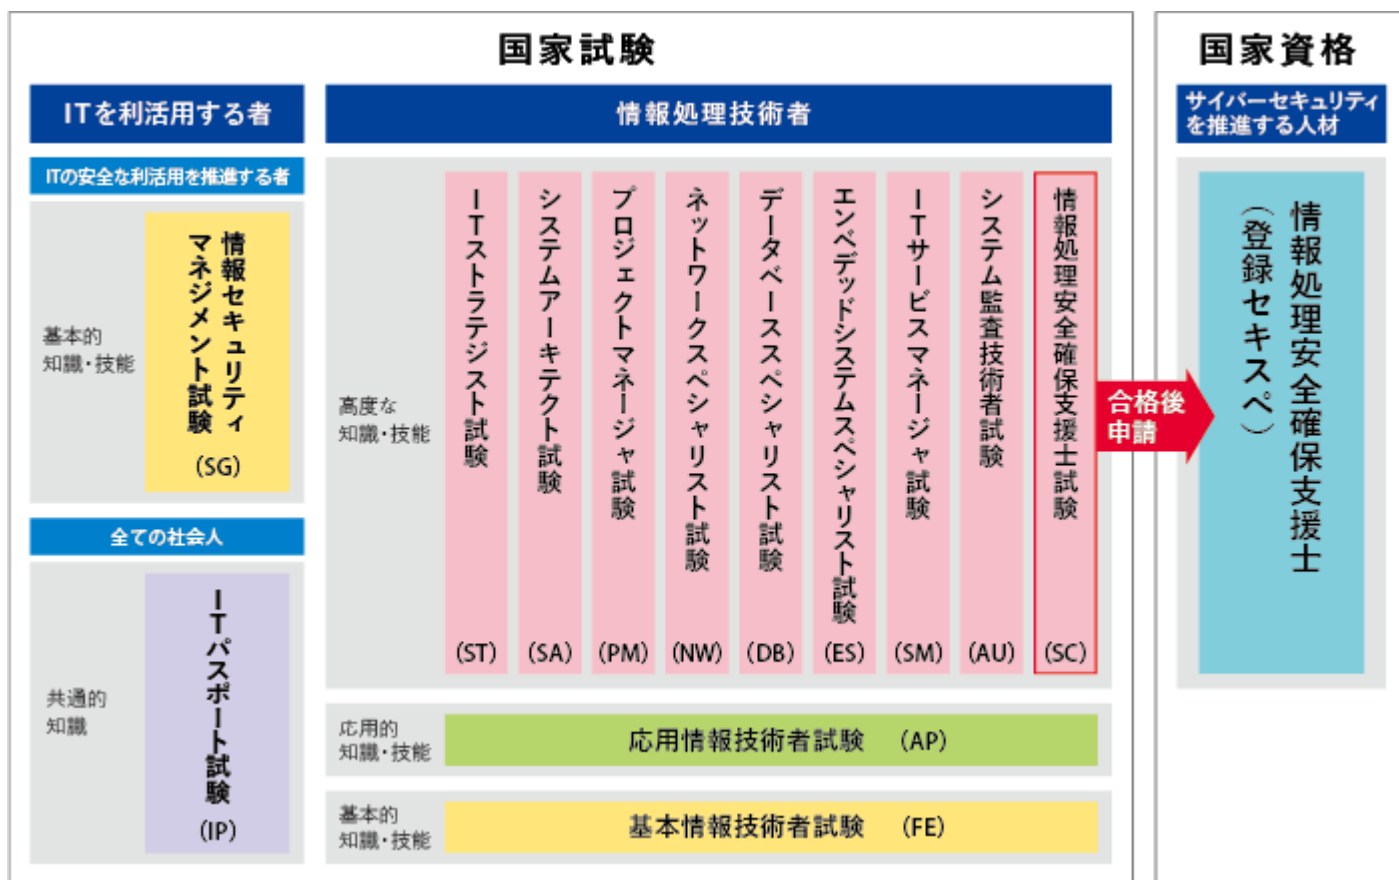 国家試験
ITを利活用する者
ITの安全な利活用を推進する者
基本的
知識・技能
情報セキュリティ
マネジメント試験
(SG)
全ての社会人
共通的
知識
ITパスポート試験
(IP)
情報処理技術者
高度な
知識・技能
ITストラテジスト試験
(ST)
システムアーキテクト試験
(SA)
プロジェクトマネージャ試験
(PM)
ネットワークスペシャリスト試験
(NW)
データベーススペシャリスト試験
(DB)
エンベデッドシステムスペシャリスト試験
(ES)
ITサービスマネージャ試験
(SM)
システム監査技術者試験
(AU)
情報処理安全確保支援士試験
(SC)
応用的
知識・技能
応用情報技術者試験 (AP)
基本的
知識・技能
基本情報技術者試験 (FE)
合格後
申請
国家資格
サイバーセキュリティ
を推進する人材
情報処理安全確保支援士
(登録セキスペ)